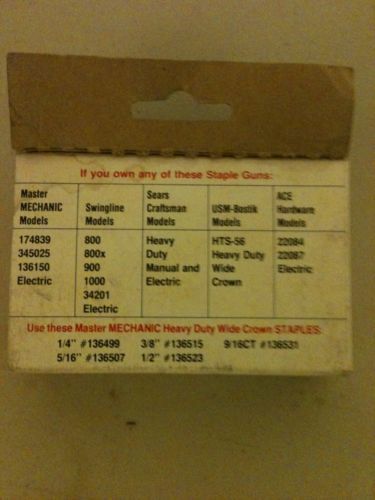 If you own any of these Staple Guns:
Master MECHANIC Models
174839
345025
136150
Electric
Swingline Models
800
800x
900
1000
34201
Electric
Sears Craftsman Models
Heavy
Duty
Manual and
Electric
USM-Bostik Models
HTS-56
Heavy Duty
Wide
Crown
ACE Hardware Models
22084
22087
Electric
Use these Master MECHANIC Heavy Duty Wide Crown STAPLES:
1/4" #136499 3/8" #136515 9/16CT #136531
5/16" #136507 1/2" #136523